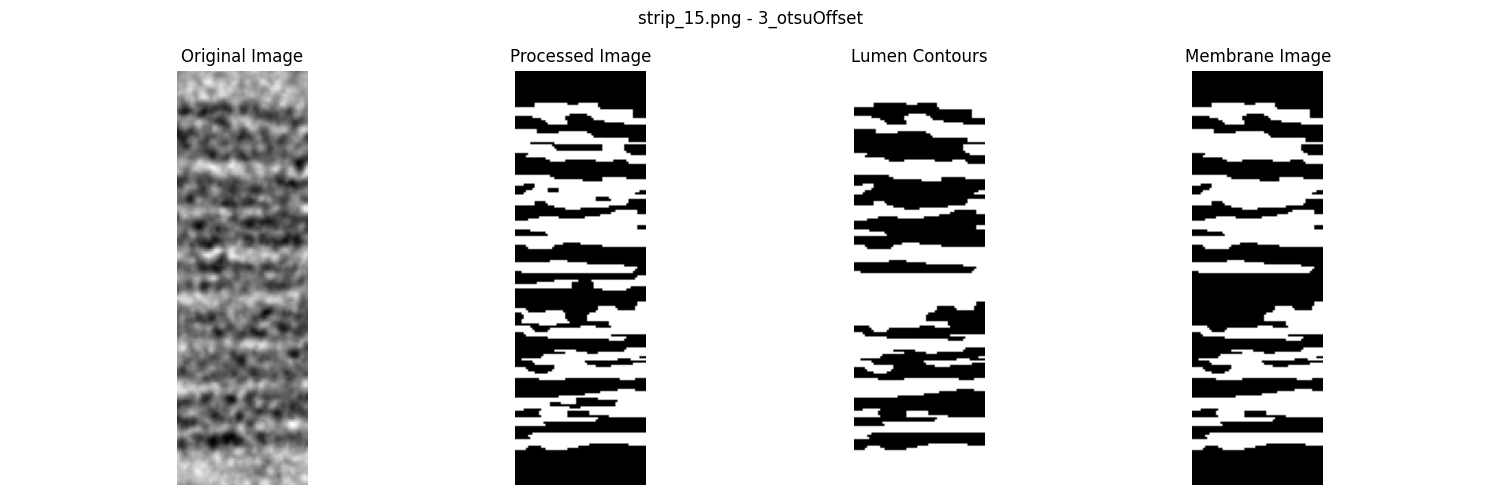 strip_15.png - 3_otsuOffset
Original Image
Processed Image
Lumen Contours
Membrane Image